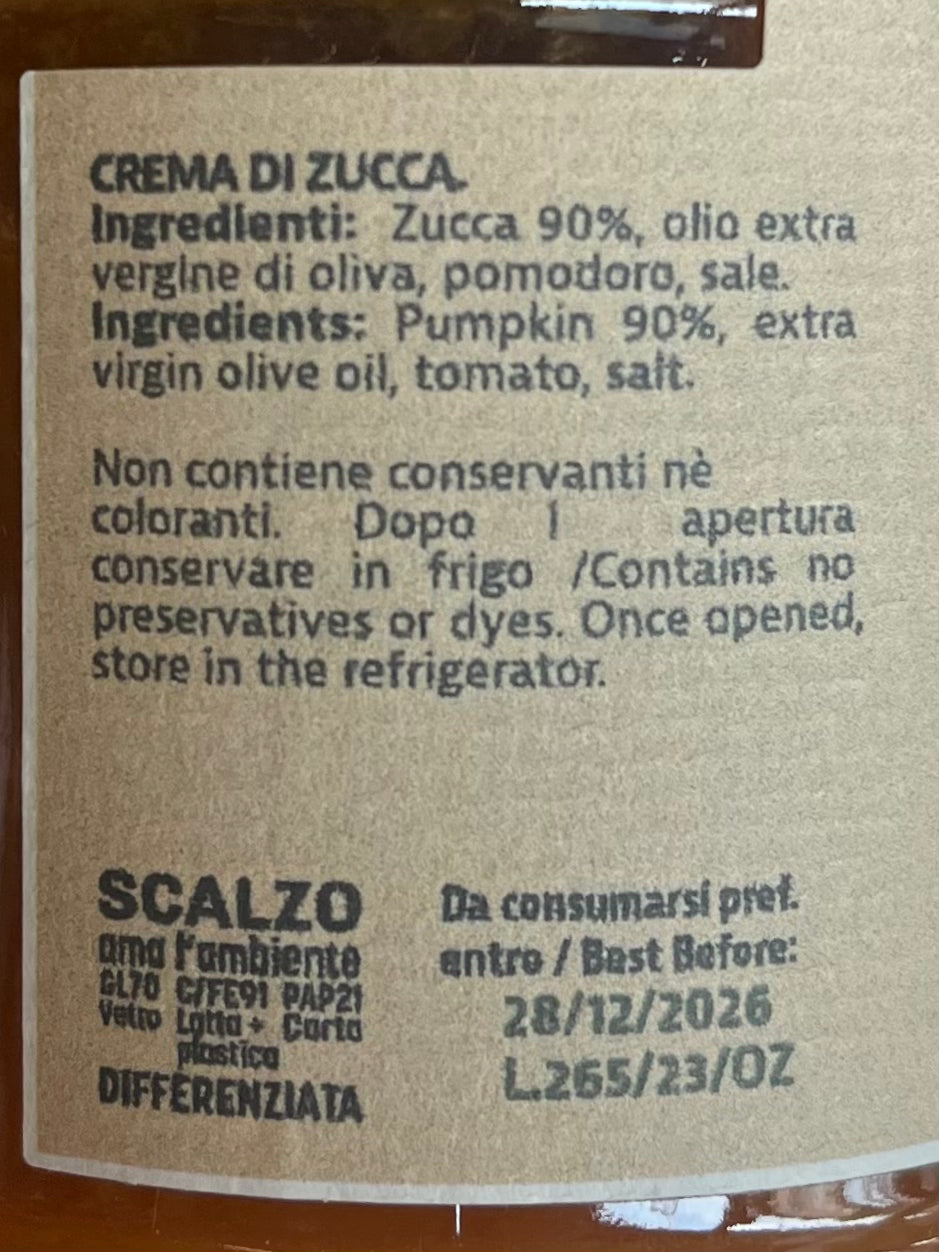 CREMA DI ZUCCA.
Ingredienti: Zucca 90%, olio extra
vergine di oliva, pomodoro, sale.
Ingredients: Pumpkin 90%, extra
virgin olive oil, tomato, salt.
Non contiene conservanti nè
coloranti. Dopo l apertura
conservare in frigo /Contains no
preservatives or dyes. Once opened,
store in the refrigerator.
SCALZO
ama l'ambiente
GL70 C/FE91 PAP21
Vetro Latta + Carta
plastica
DIFFERENZIATA
Da consumarsi pref.
entro / Best Before:
28/12/2026
L.265/23/OZ